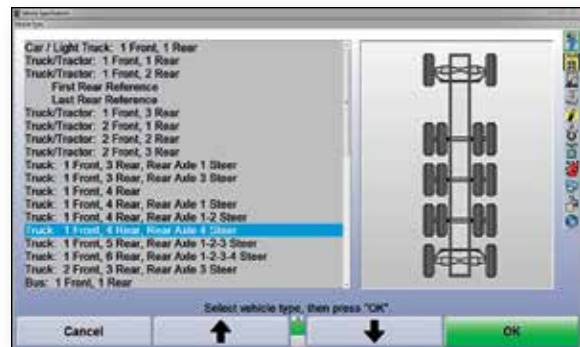 Vehicle Specifications
Vehicle Type
Car / Light Truck: 1 Front, 1 Rear
Truck/Tractor: 1 Front, 1 Rear
Truck/Tractor: 1 Front, 2 Rear
First Rear Reference
Last Rear Reference
Truck/Tractor: 1 Front, 3 Rear
Truck/Tractor: 2 Front, 1 Rear
Truck/Tractor: 2 Front, 2 Rear
Truck/Tractor: 2 Front, 3 Rear
Truck: 1 Front, 3 Rear, Rear Axle 1 Steer
Truck: 1 Front, 3 Rear, Rear Axle 3 Steer
Truck: 1 Front, 4 Rear
Truck: 1 Front, 4 Rear, Rear Axle 1 Steer
Truck: 1 Front, 4 Rear, Rear Axle 1-2 Steer
Truck: 1 Front, 4 Rear, Rear Axle 4 Steer
Truck: 1 Front, 5 Rear, Rear Axle 1-2-3 Steer
Truck: 1 Front, 6 Rear, Rear Axle 1-2-3-4 Steer
Truck: 2 Front, 3 Rear, Rear Axle 3 Steer
Bus: 1 Front, 1 Rear
Select vehicle type, then press "OK".
Cancel
OK